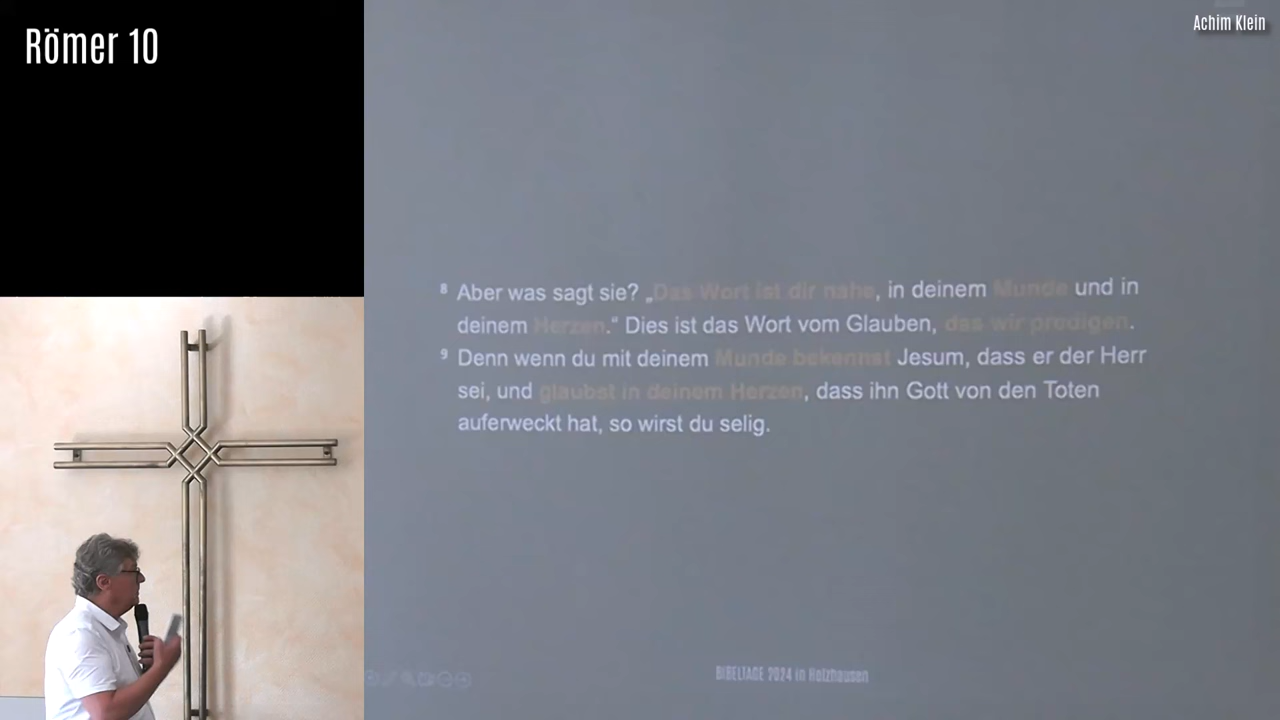 Römer 10
Achim Klein
⁸ Aber was sagt sie? „Das Wort ist dir nahe, in deinem Munde und in
deinem Herzen.“ Dies ist das Wort vom Glauben, das wir predigen.
⁹ Denn wenn du mit deinem Munde bekennst Jesum, dass er der Herr
sei, und glaubst in deinem Herzen, dass ihn Gott von den Toten
auferweckt hat, so wirst du selig.
BIBELTAGE 2024 in Holzhausen